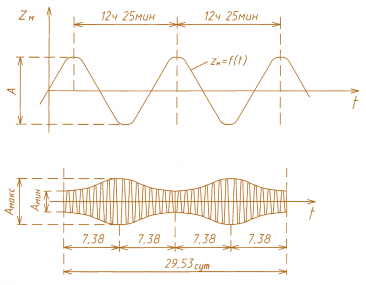 Zм 12ч 25мин 12ч 25мин
zм=f(t)
A
t
Aмакс Aмин
t
7,38 7,38 7,38 7,38
29,53сут